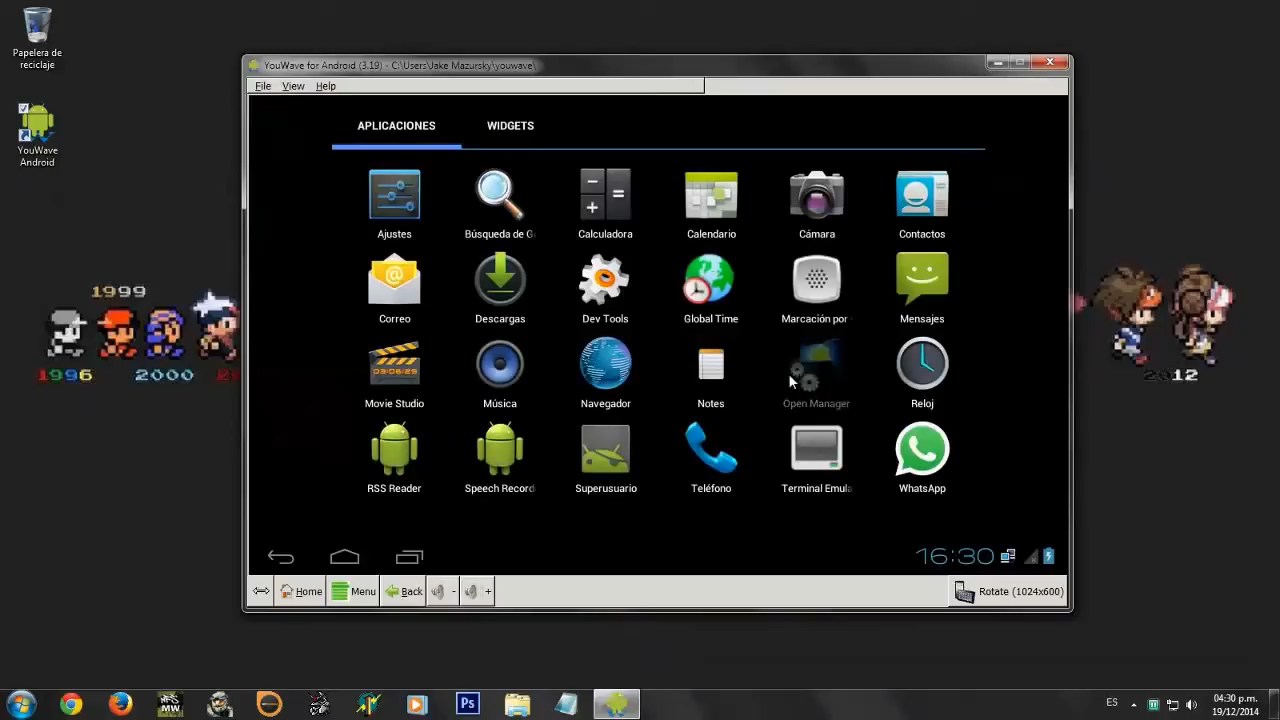 Papelera de
reciclaje
YouWave
Android
YouWave for Android (3.19) - C:\Users\Jake Mazursky\youwave\
File View Help
APLICACIONES WIDGETS
Ajustes
Búsqueda de G
Calculadora
Calendario
Cámara
Contactos
Correo
Descargas
Dev Tools
Global Time
Marcación por
Mensajes
Movie Studio
Música
Navegador
Notes
Open Manager
Reloj
RSS Reader
Speech Record
Superusuario
Teléfono
Terminal Emula
WhatsApp
16:30
Home Menu Back - + Rotate (1024x600)
1999
1996 2000
2012
Ps
MW
ES
04:30 p.m.
19/12/2014